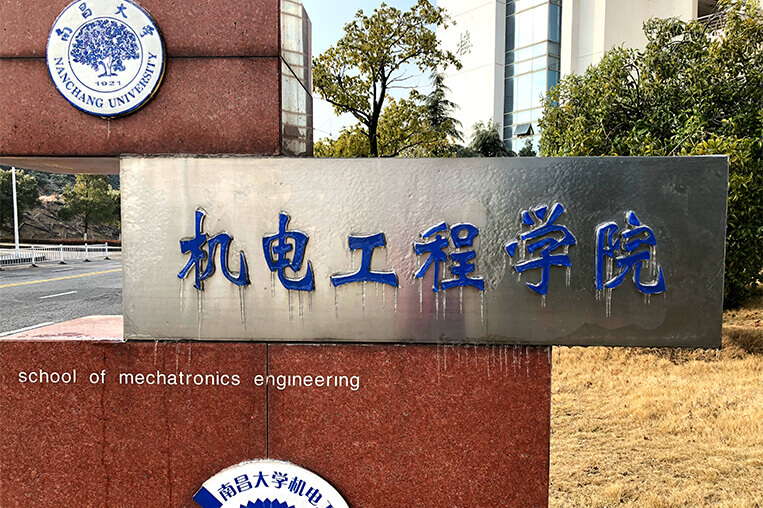 南昌大学
NANCHANG UNIVERSITY
1921
机电工程学院
school of mechatronics engineering
南昌大学机电工